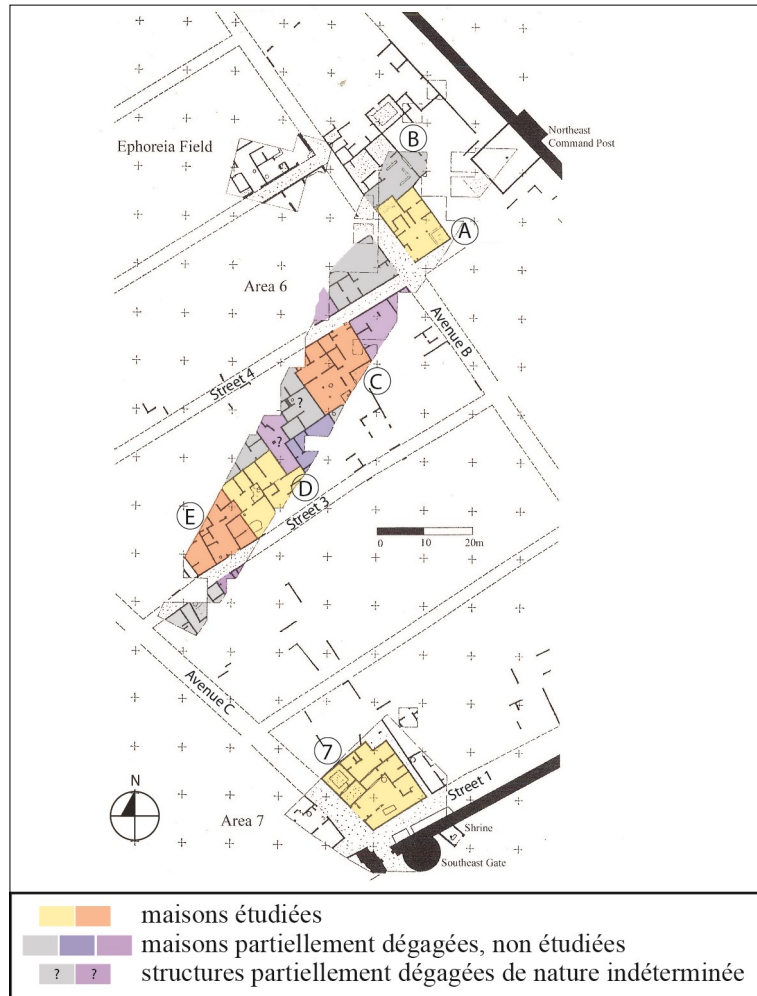 Northeast
Command Post
Ephoreia Field
B
A
Area 6
Avenue B
Street 4
C
?
?
D
E
Street 3
0 10 20m
Avenue C
7
N
Street 1
Area 7
Shrine
Southeast Gate
maisons étudiées
maisons partiellement dégagées, non étudiées
? ? structures partiellement dégagées de nature indéterminée